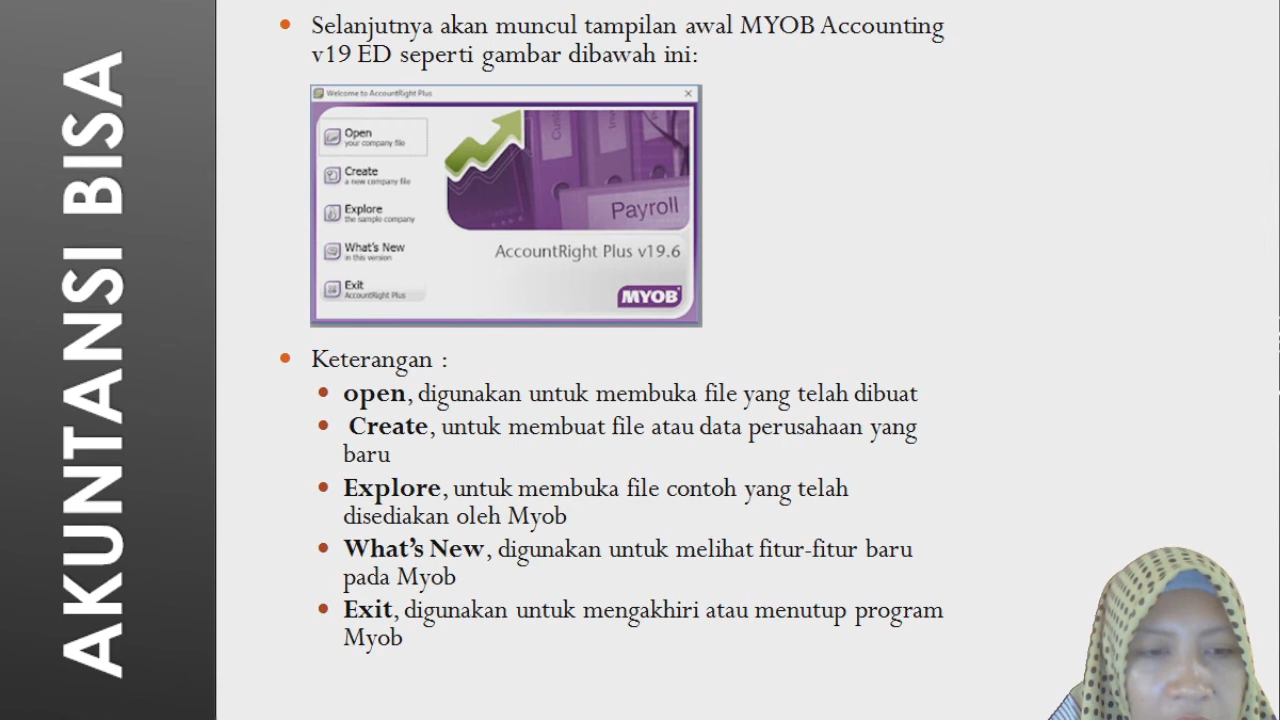 AKUNTANSI BISA
• Selanjutnya akan muncul tampilan awal MYOB Accounting
v19 ED seperti gambar dibawah ini:
Welcome to AccountRight Plus
Open
your company file
Create
a new company file
Explore
the sample company
What's New
in this version
Exit
AccountRight Plus
Payroll
AccountRight Plus v19.6
MYOB
• Keterangan :
• open, digunakan untuk membuka file yang telah dibuat
• Create, untuk membuat file atau data perusahaan yang
baru
• Explore, untuk membuka file contoh yang telah
disediakan oleh Myob
• What's New, digunakan untuk melihat fitur-fitur baru
pada Myob
• Exit, digunakan untuk mengakhiri atau menutup program
Myob